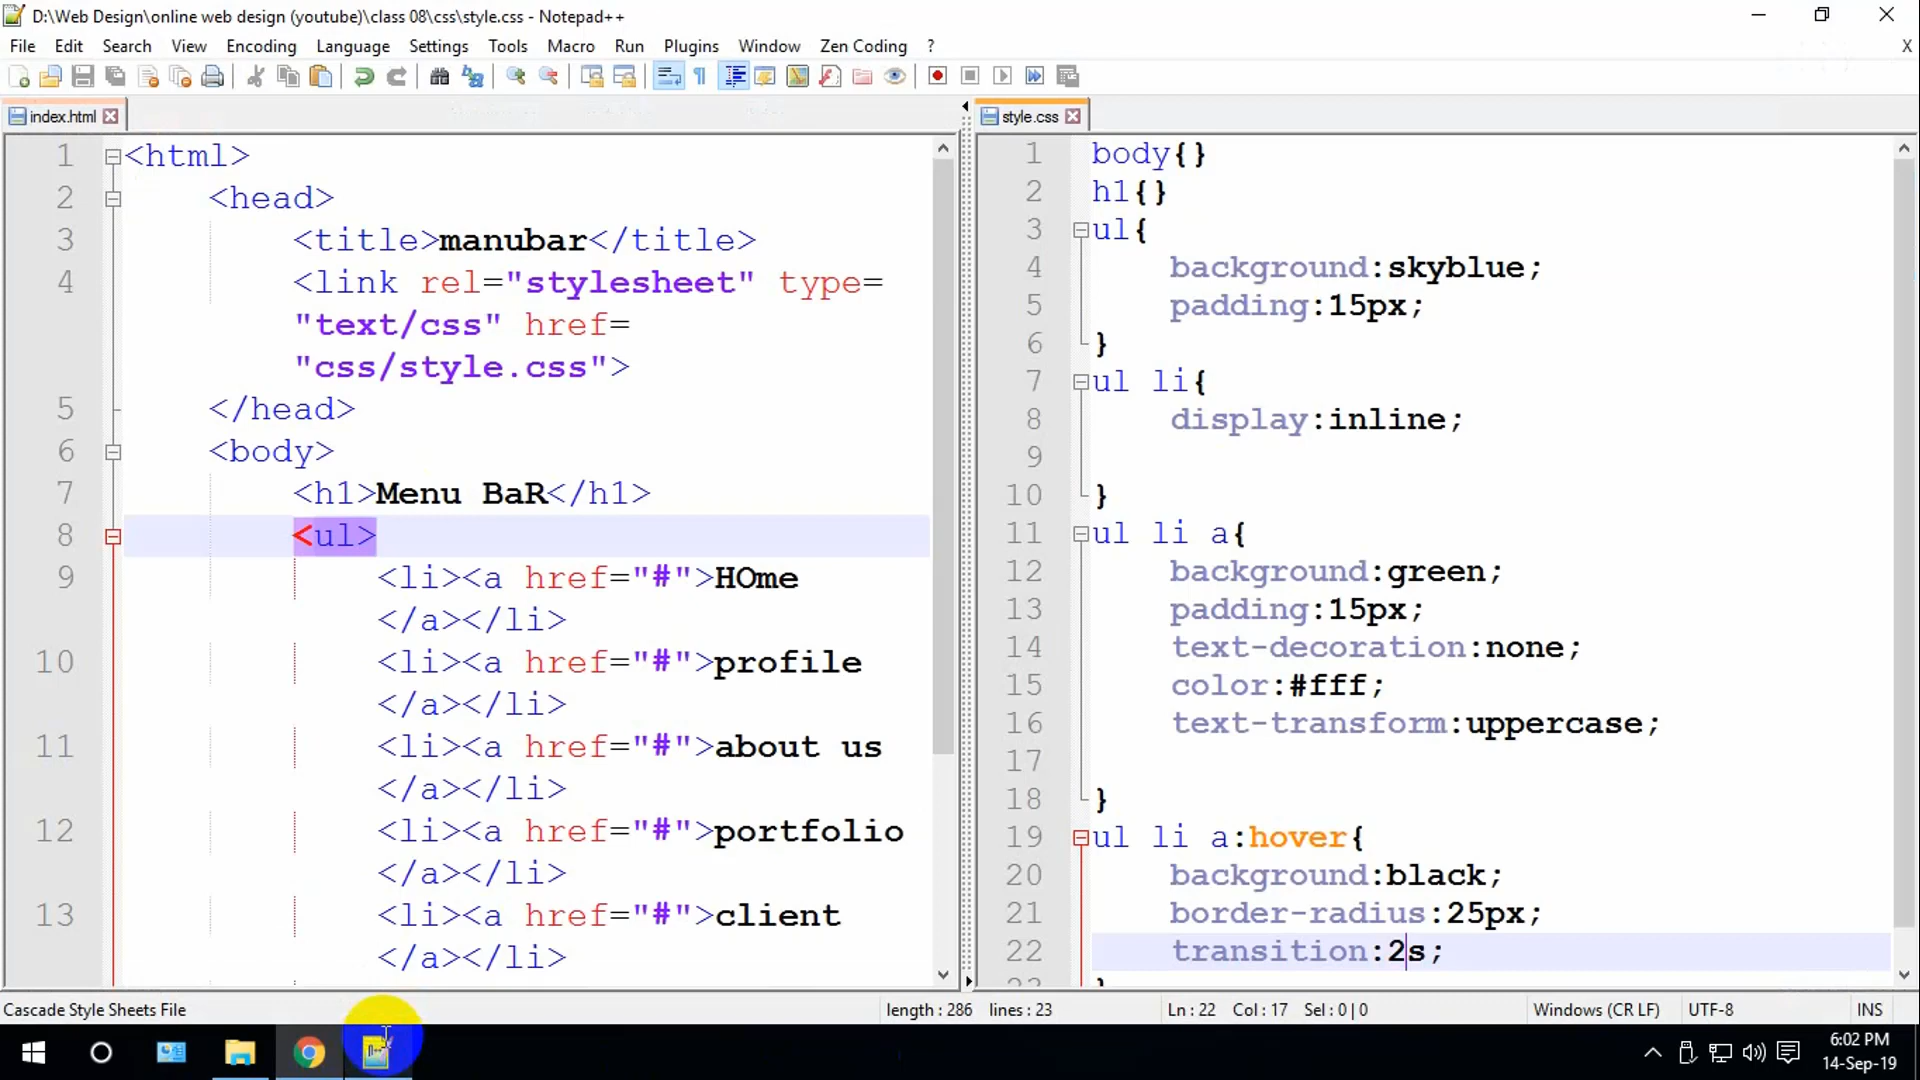 D:\Web Design\online web design (youtube)\class 08\css\style.css - Notepad++
File Edit Search View Encoding Language Settings Tools Macro Run Plugins Window Zen Coding ? X
index.html
1 <html>
2 <head>
3 <title>manubar</title>
4 <link rel="stylesheet" type=
"text/css" href=
"css/style.css">
5 </head>
6 <body>
7 <h1>Menu BaR</h1>
8 <ul>
9 <li><a href="#">HOme
</a></li>
10 <li><a href="#">profile
</a></li>
11 <li><a href="#">about us
</a></li>
12 <li><a href="#">portfolio
</a></li>
13 <li><a href="#">client
</a></li>
style.css
1 body{}
2 h1{}
3 ul{
4 background:skyblue;
5 padding:15px;
6 }
7 ul li{
8 display:inline;
9
10 }
11 ul li a{
12 background:green;
13 padding:15px;
14 text-decoration:none;
15 color:#fff;
16 text-transform:uppercase;
17
18 }
19 ul li a:hover{
20 background:black;
21 border-radius:25px;
22 transition:2s;
23 }
Cascade Style Sheets File length : 286 lines : 23 Ln : 22 Col : 17 Sel : 0 | 0 Windows (CR LF) UTF-8 INS
6:02 PM
14-Sep-19